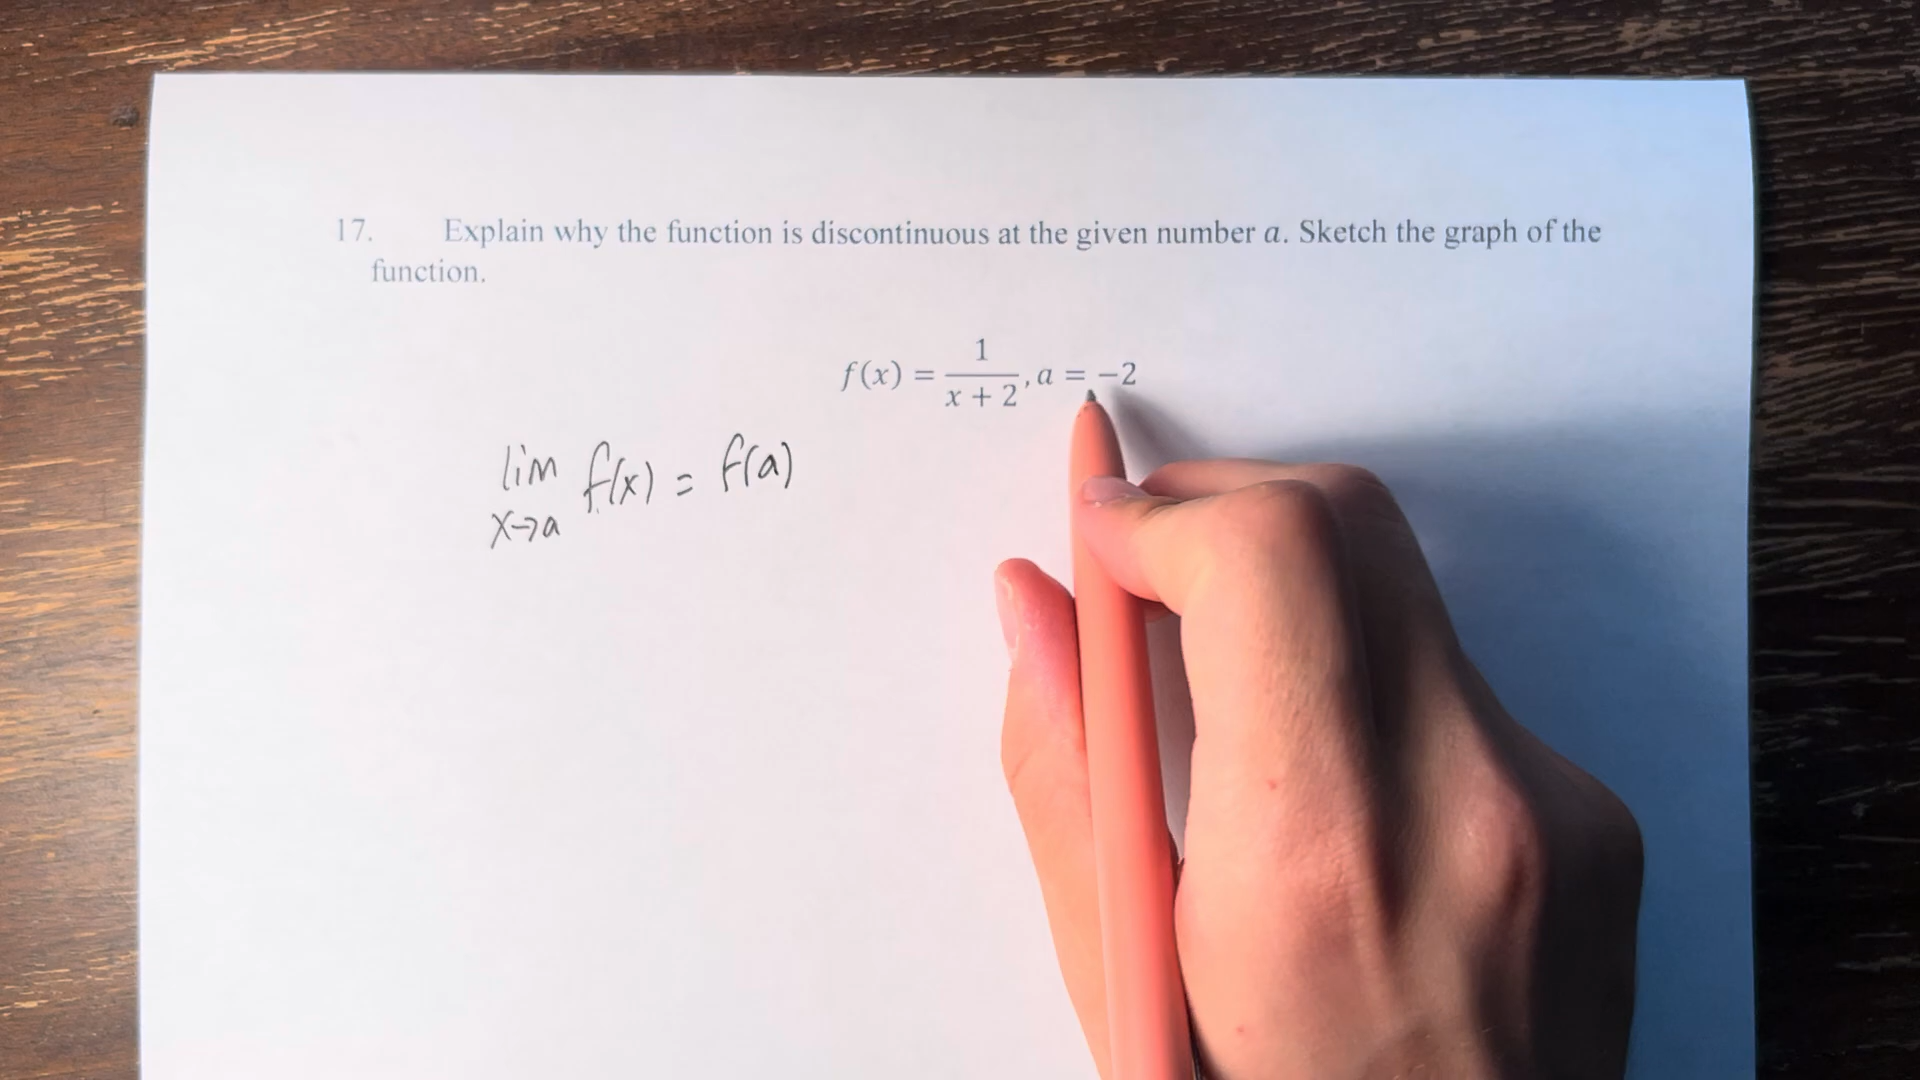 17. Explain why the function is discontinuous at the given number a. Sketch the graph of the
function.
f(x) = 1/(x + 2), a = −2
lim f(x) = f(a)
x→a